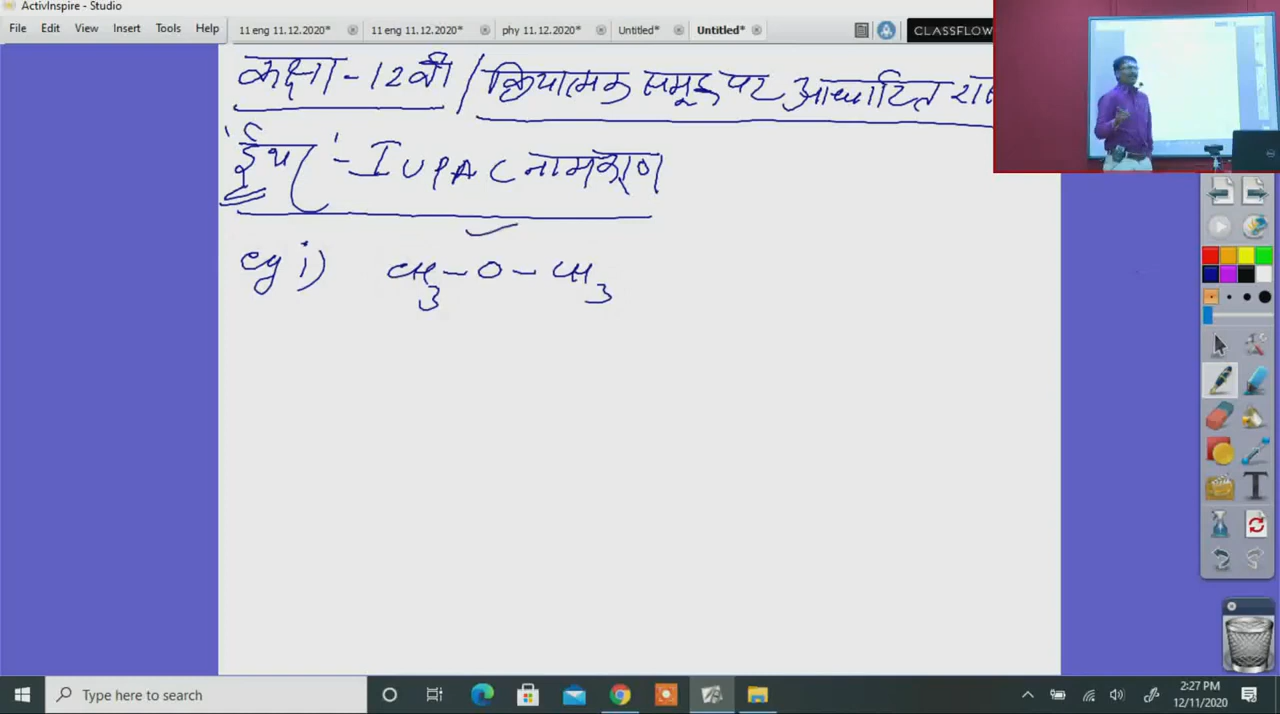 ActivInspire - Studio
File Edit View Insert Tools Help
11 eng 11.12.2020* 11 eng 11.12.2020* phy 11.12.2020* Untitled* Untitled* CLASSFLOW
कक्षा - 12वीं / क्रियात्मक समूह पर आधारित
'ईथर' - IUPAC नामकरण
eg i) CH3 - O - CH3
T
Type here to search
2:27 PM
12/11/2020